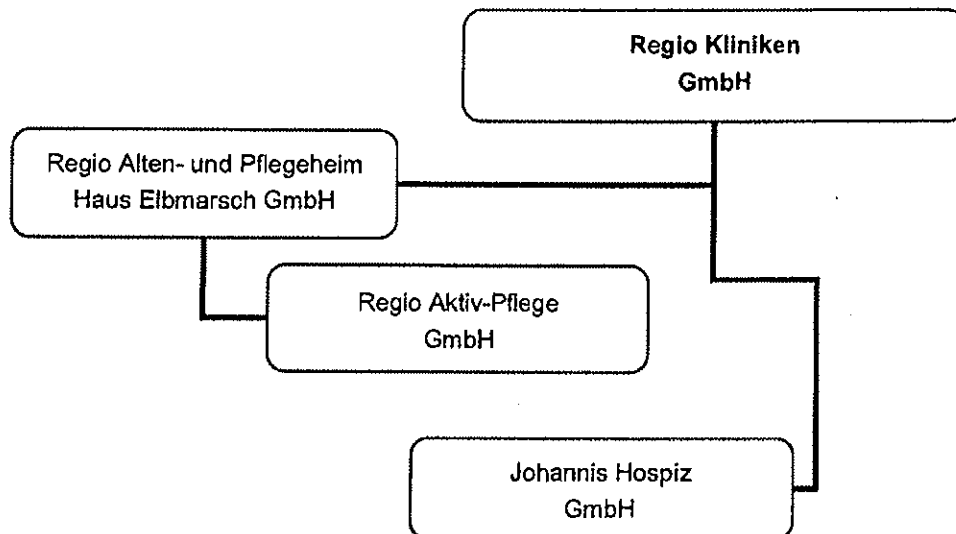 Regio Kliniken
GmbH
Regio Alten- und Pflegeheim
Haus Elbmarsch GmbH
Regio Aktiv-Pflege
GmbH
Johannis Hospiz
GmbH